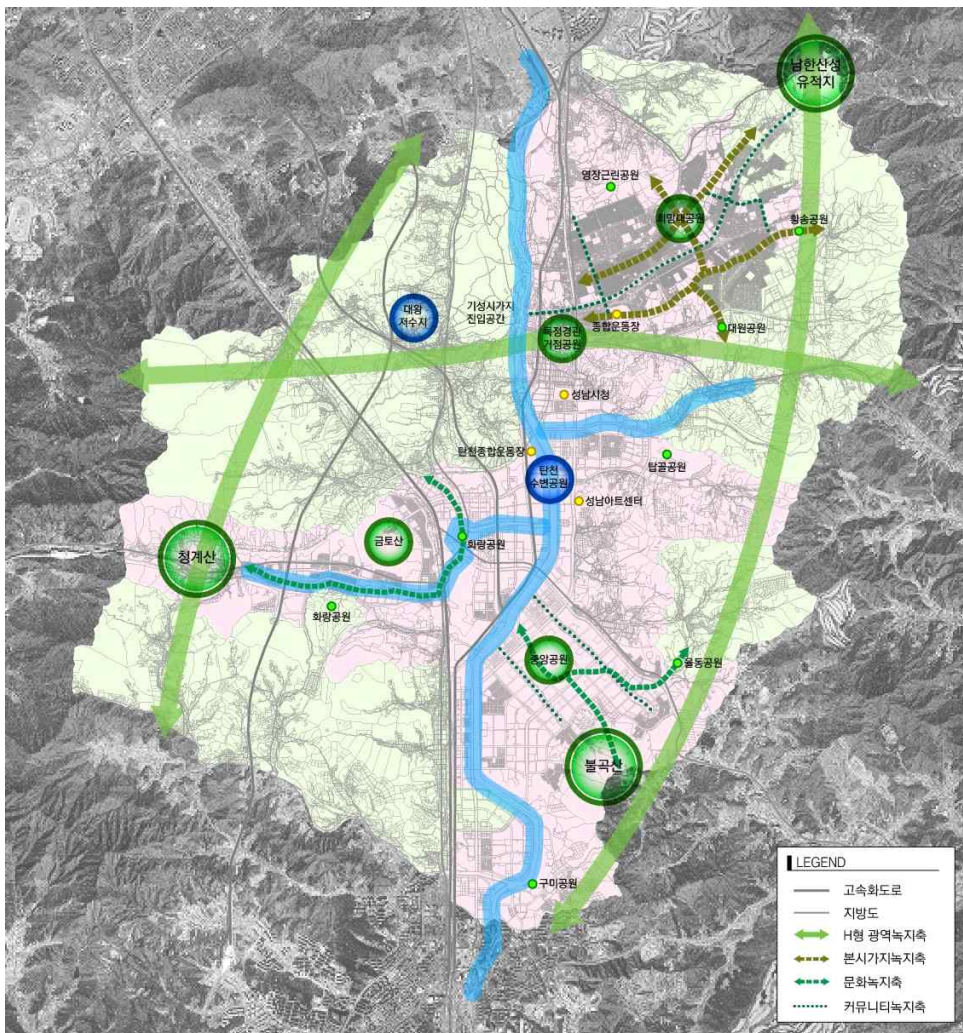 남한산성
유적지
영장근린공원
희망대공원
황송공원
대왕
저수지
기성시가지
진입공간
종합운동장
대원공원
독점경관
거점공원
성남시청
탄천종합운동장
탑골공원
탄천
수변공원
성남아트센터
청계산
금토산
화랑공원
화랑공원
중앙공원
율동공원
불곡산
구미공원
LEGEND
고속화도로
지방도
H형 광역녹지축
본시가지녹지축
문화녹지축
커뮤니티녹지축